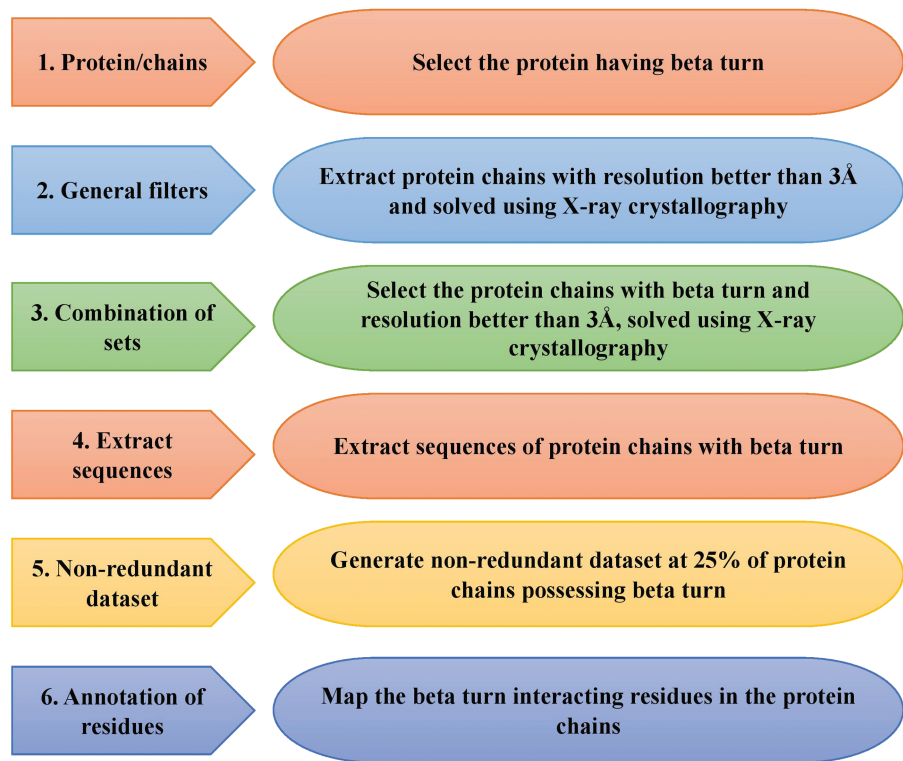 1. Protein/chains
Select the protein having beta turn
2. General filters
Extract protein chains with resolution better than 3Å
and solved using X-ray crystallography
3. Combination of
sets
Select the protein chains with beta turn and
resolution better than 3Å, solved using X-ray
crystallography
4. Extract
sequences
Extract sequences of protein chains with beta turn
5. Non-redundant
dataset
Generate non-redundant dataset at 25% of protein
chains possessing beta turn
6. Annotation of
residues
Map the beta turn interacting residues in the protein
chains